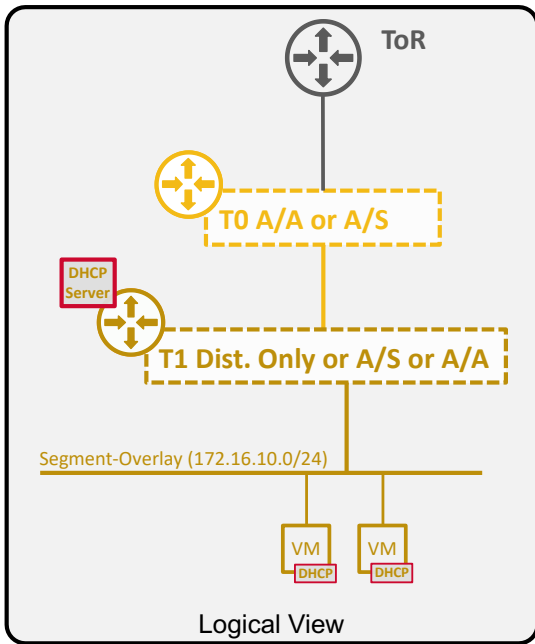 ToR
T0 A/A or A/S
DHCP
Server
T1 Dist. Only or A/S or A/A
Segment-Overlay (172.16.10.0/24)
VM
DHCP
VM
DHCP
Logical View